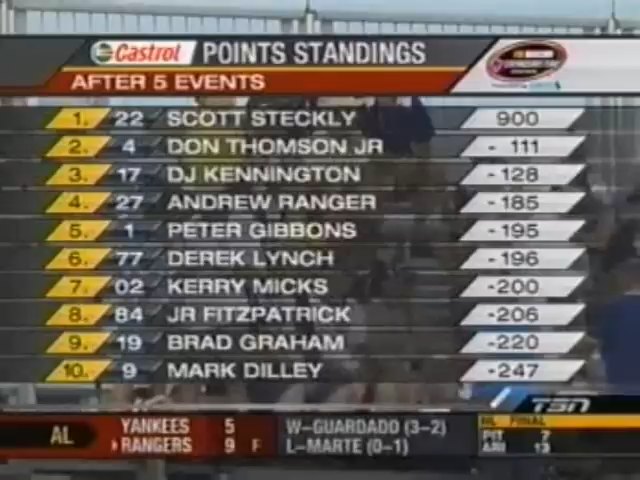 Castrol POINTS STANDINGS
AFTER 5 EVENTS
1. 22 SCOTT STECKLY 900
2. 4 DON THOMSON JR - 111
3. 17 DJ KENNINGTON -128
4. 27 ANDREW RANGER -185
5. 1 PETER GIBBONS -195
6. 77 DEREK LYNCH -196
7. 02 KERRY MICKS -200
8. 84 JR FITZPATRICK -206
9. 19 BRAD GRAHAM -220
10. 9 MARK DILLEY -247
TSN
AL YANKEES 5 W-GUARDADO (3-2) NL FINAL
RANGERS 9 F L-MARTE (0-1) PIT 7
ARI 13